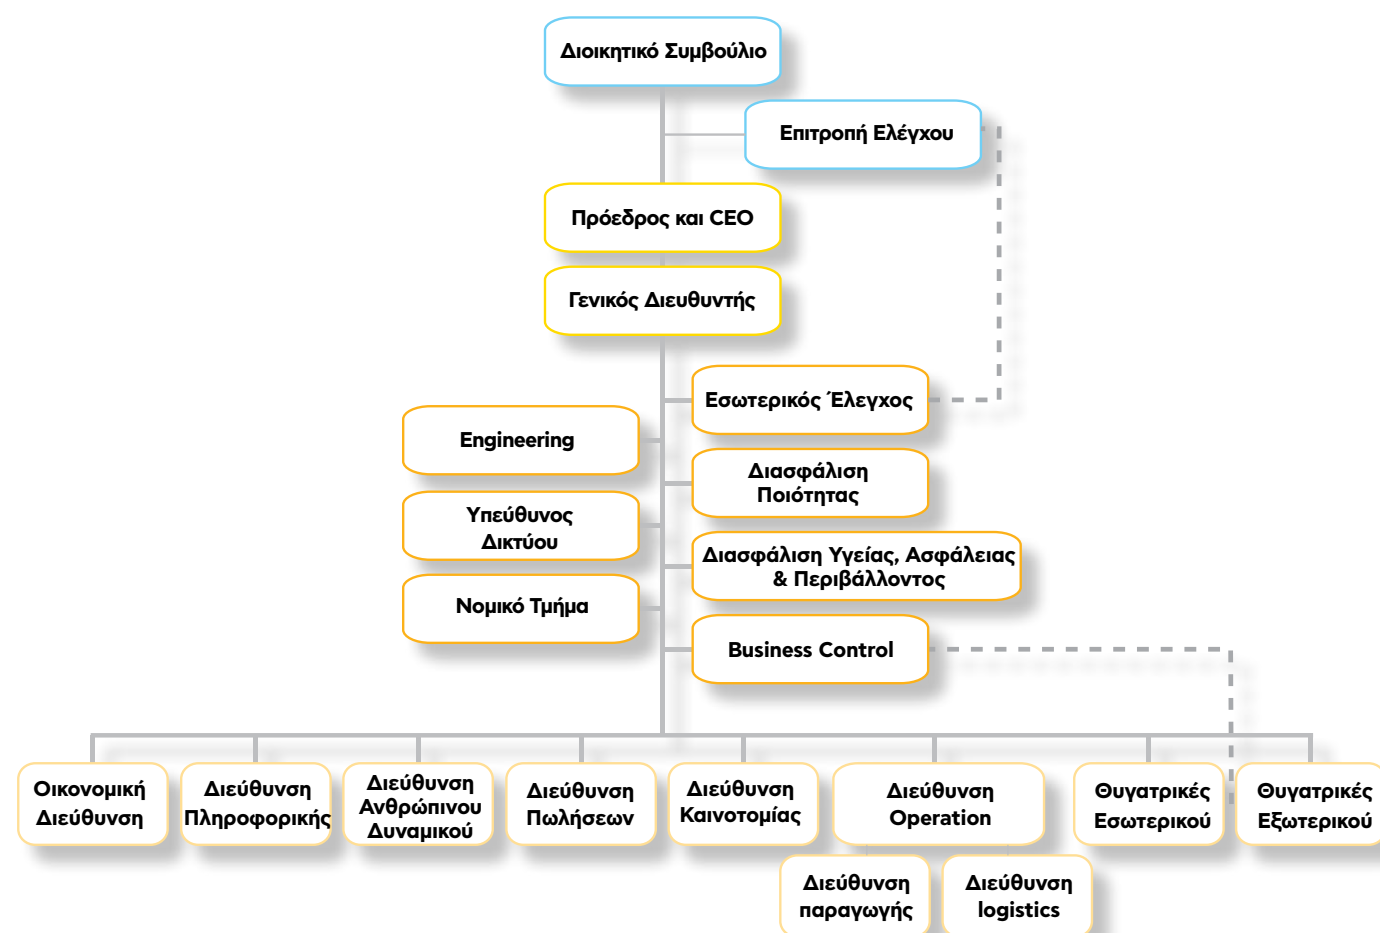 Διοικητικό Συμβούλιο
Επιτροπή Ελέγχου
Πρόεδρος και CEO
Γενικός Διευθυντής
Εσωτερικός Έλεγχος
Engineering
Διασφάλιση
Ποιότητας
Υπεύθυνος
Δικτύου
Διασφάλιση Υγείας, Ασφάλειας
& Περιβάλλοντος
Νομικό Τμήμα
Business Control
Οικονομική
Διεύθυνση
Διεύθυνση
Πληροφορικής
Διεύθυνση
Ανθρώπινου
Δυναμικού
Διεύθυνση
Πωλήσεων
Διεύθυνση
Καινοτομίας
Διεύθυνση
Operation
Θυγατρικές
Εσωτερικού
Θυγατρικές
Εξωτερικού
Διεύθυνση
παραγωγής
Διεύθυνση
logistics